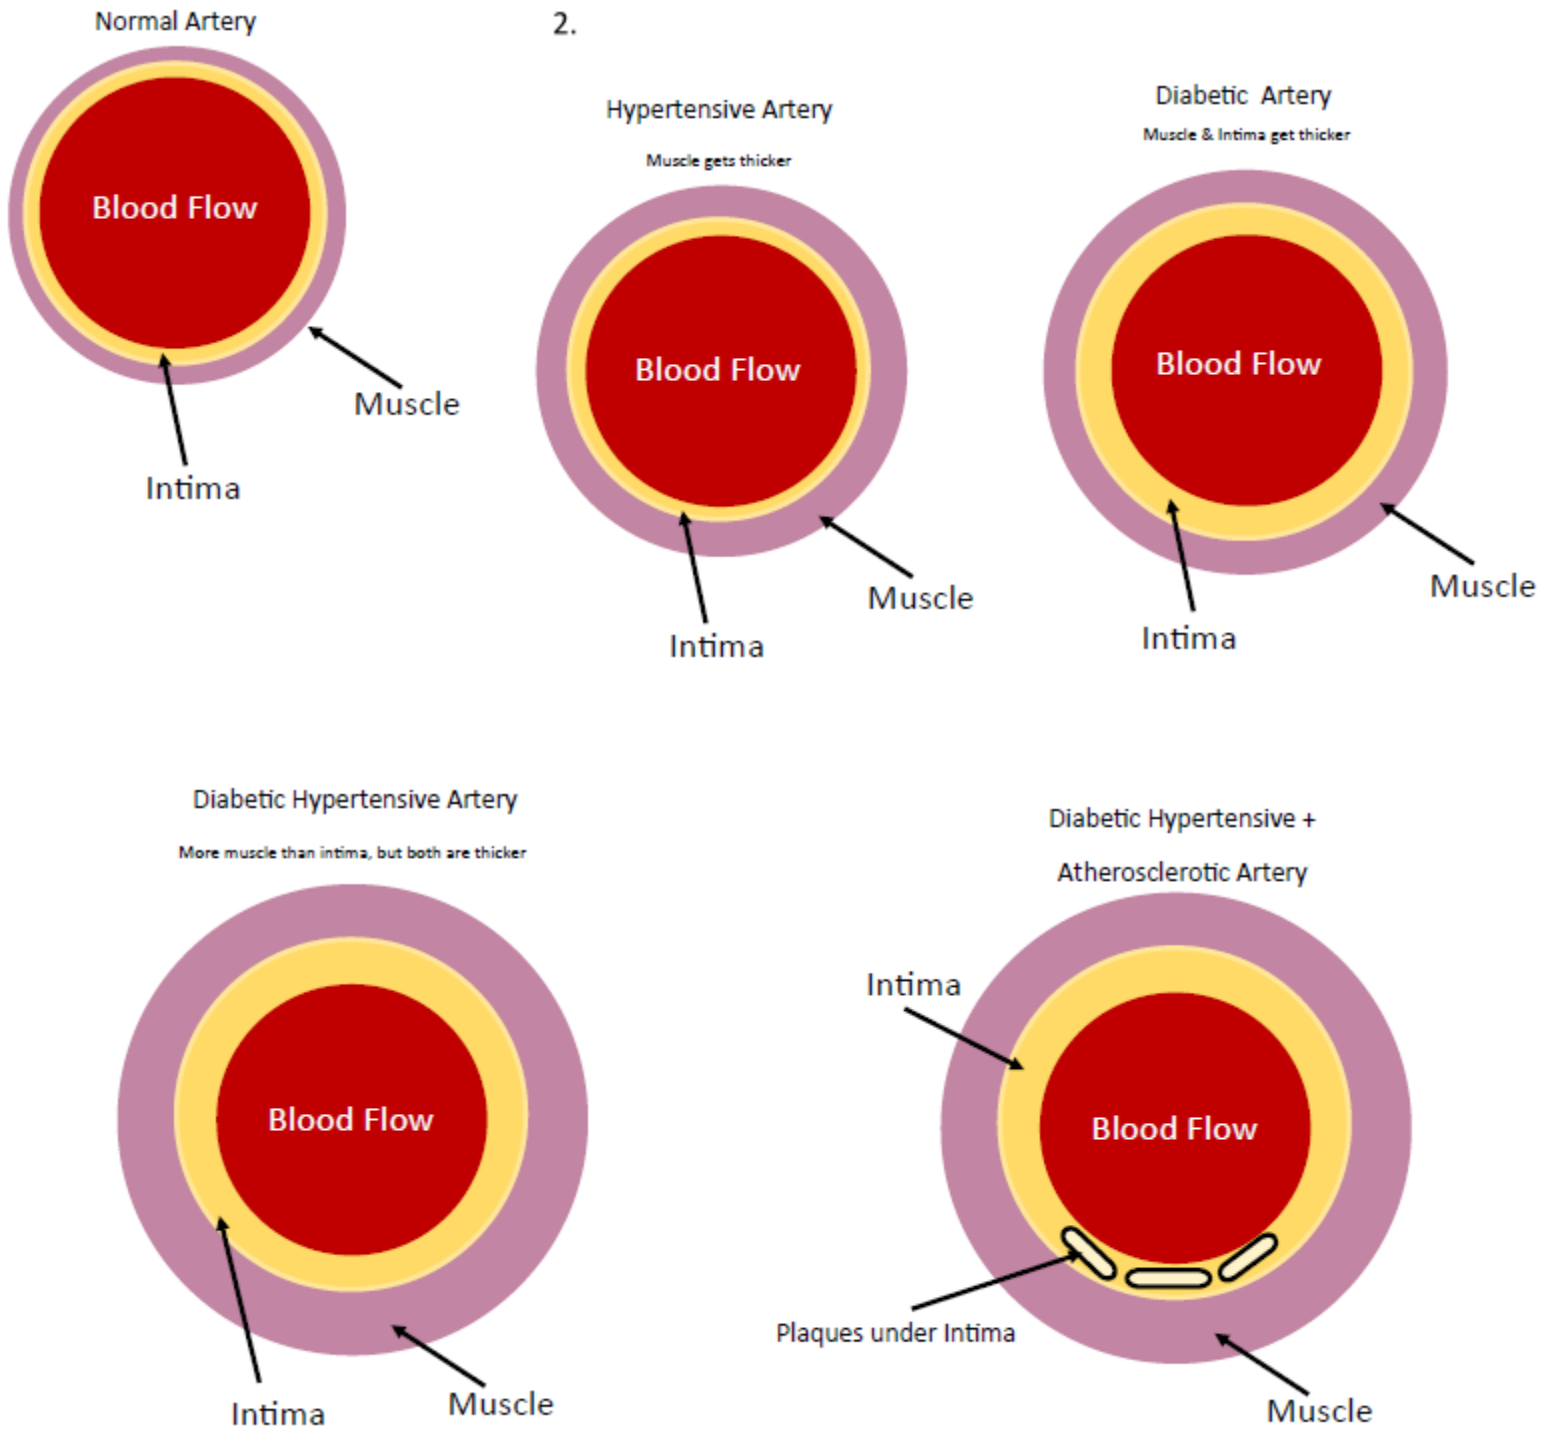 Normal Artery
Blood Flow
Muscle
Intima
2.
Hypertensive Artery
Muscle gets thicker
Blood Flow
Muscle
Intima
Diabetic  Artery
Muscle & Intima get thicker
Blood Flow
Muscle
Intima
Diabetic Hypertensive Artery
More muscle than intima, but both are thicker
Blood Flow
Intima
Muscle
Diabetic Hypertensive +
Atherosclerotic Artery
Intima
Blood Flow
Plaques under Intima
Muscle